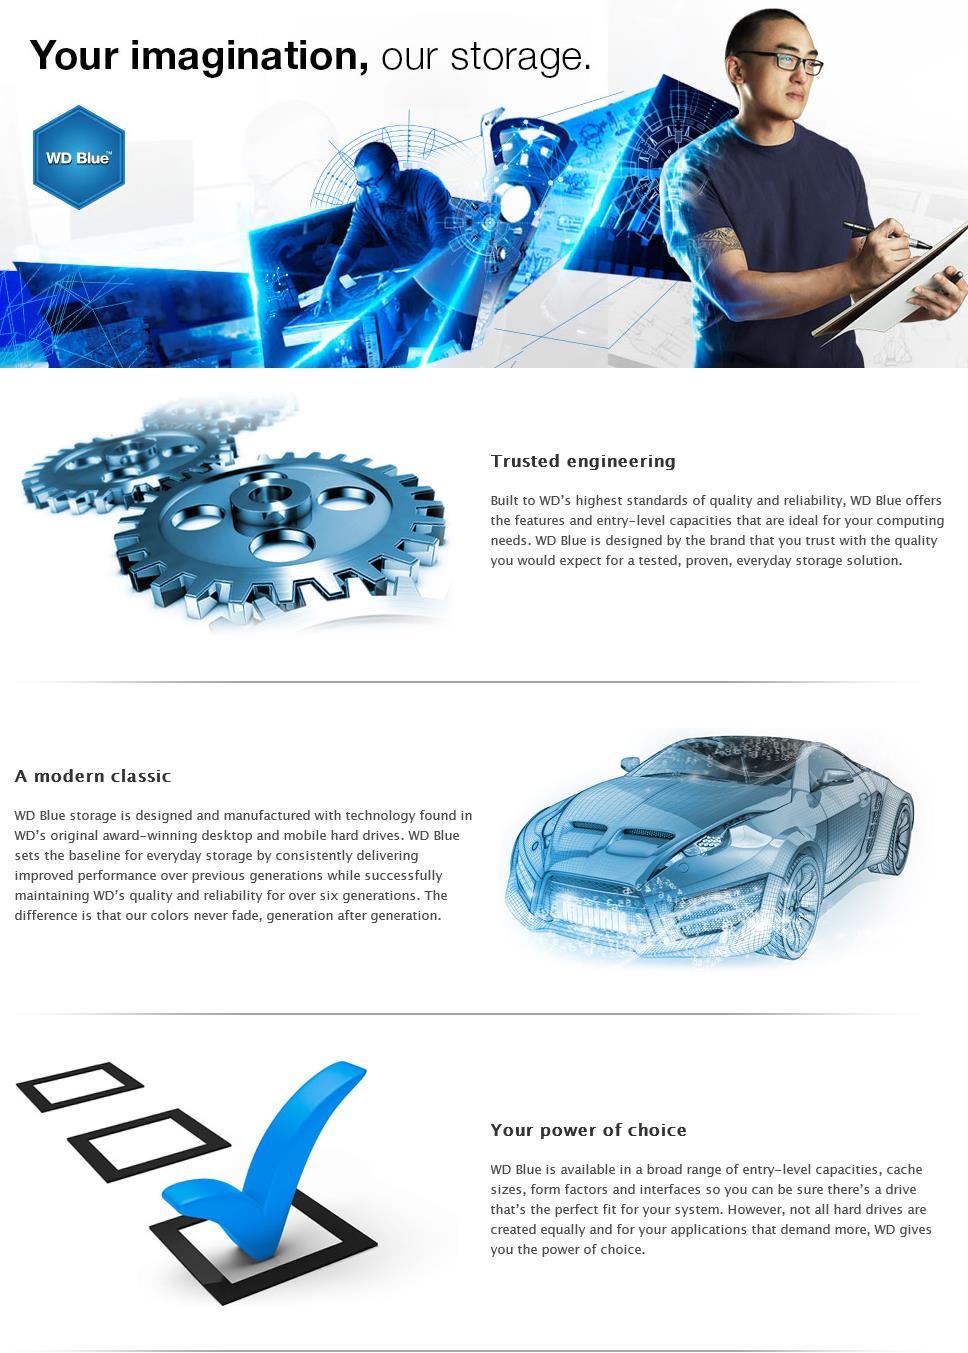 Your imagination, our storage.
WD Blue™
Trusted engineering
Built to WD’s highest standards of quality and reliability, WD Blue offers
the features and entry–level capacities that are ideal for your computing
needs. WD Blue is designed by the brand that you trust with the quality
you would expect for a tested, proven, everyday storage solution.
A modern classic
WD Blue storage is designed and manufactured with technology found in
WD’s original award–winning desktop and mobile hard drives. WD Blue
sets the baseline for everyday storage by consistently delivering
improved performance over previous generations while successfully
maintaining WD’s quality and reliability for over six generations. The
difference is that our colors never fade, generation after generation.
Your power of choice
WD Blue is available in a broad range of entry–level capacities, cache
sizes, form factors and interfaces so you can be sure there’s a drive
that’s the perfect fit for your system. However, not all hard drives are
created equally and for your applications that demand more, WD gives
you the power of choice.